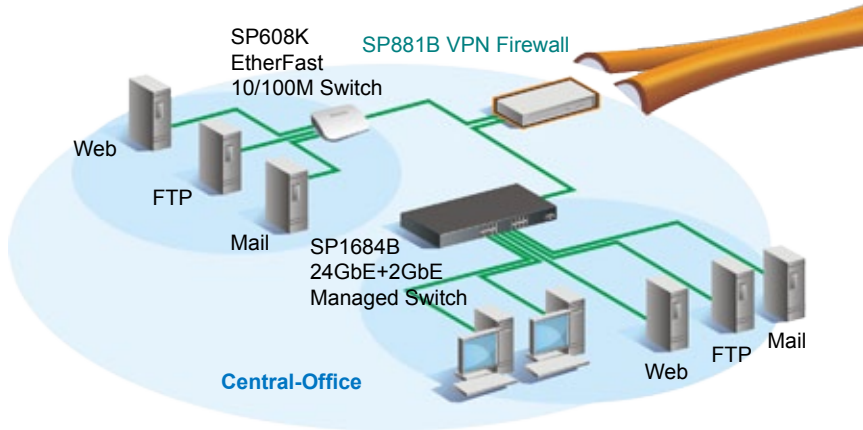 SP608K
EtherFast
10/100M Switch
SP881B VPN Firewall
Web
FTP
Mail
SP1684B
24GbE+2GbE
Managed Switch
Web
FTP
Mail
Central-Office